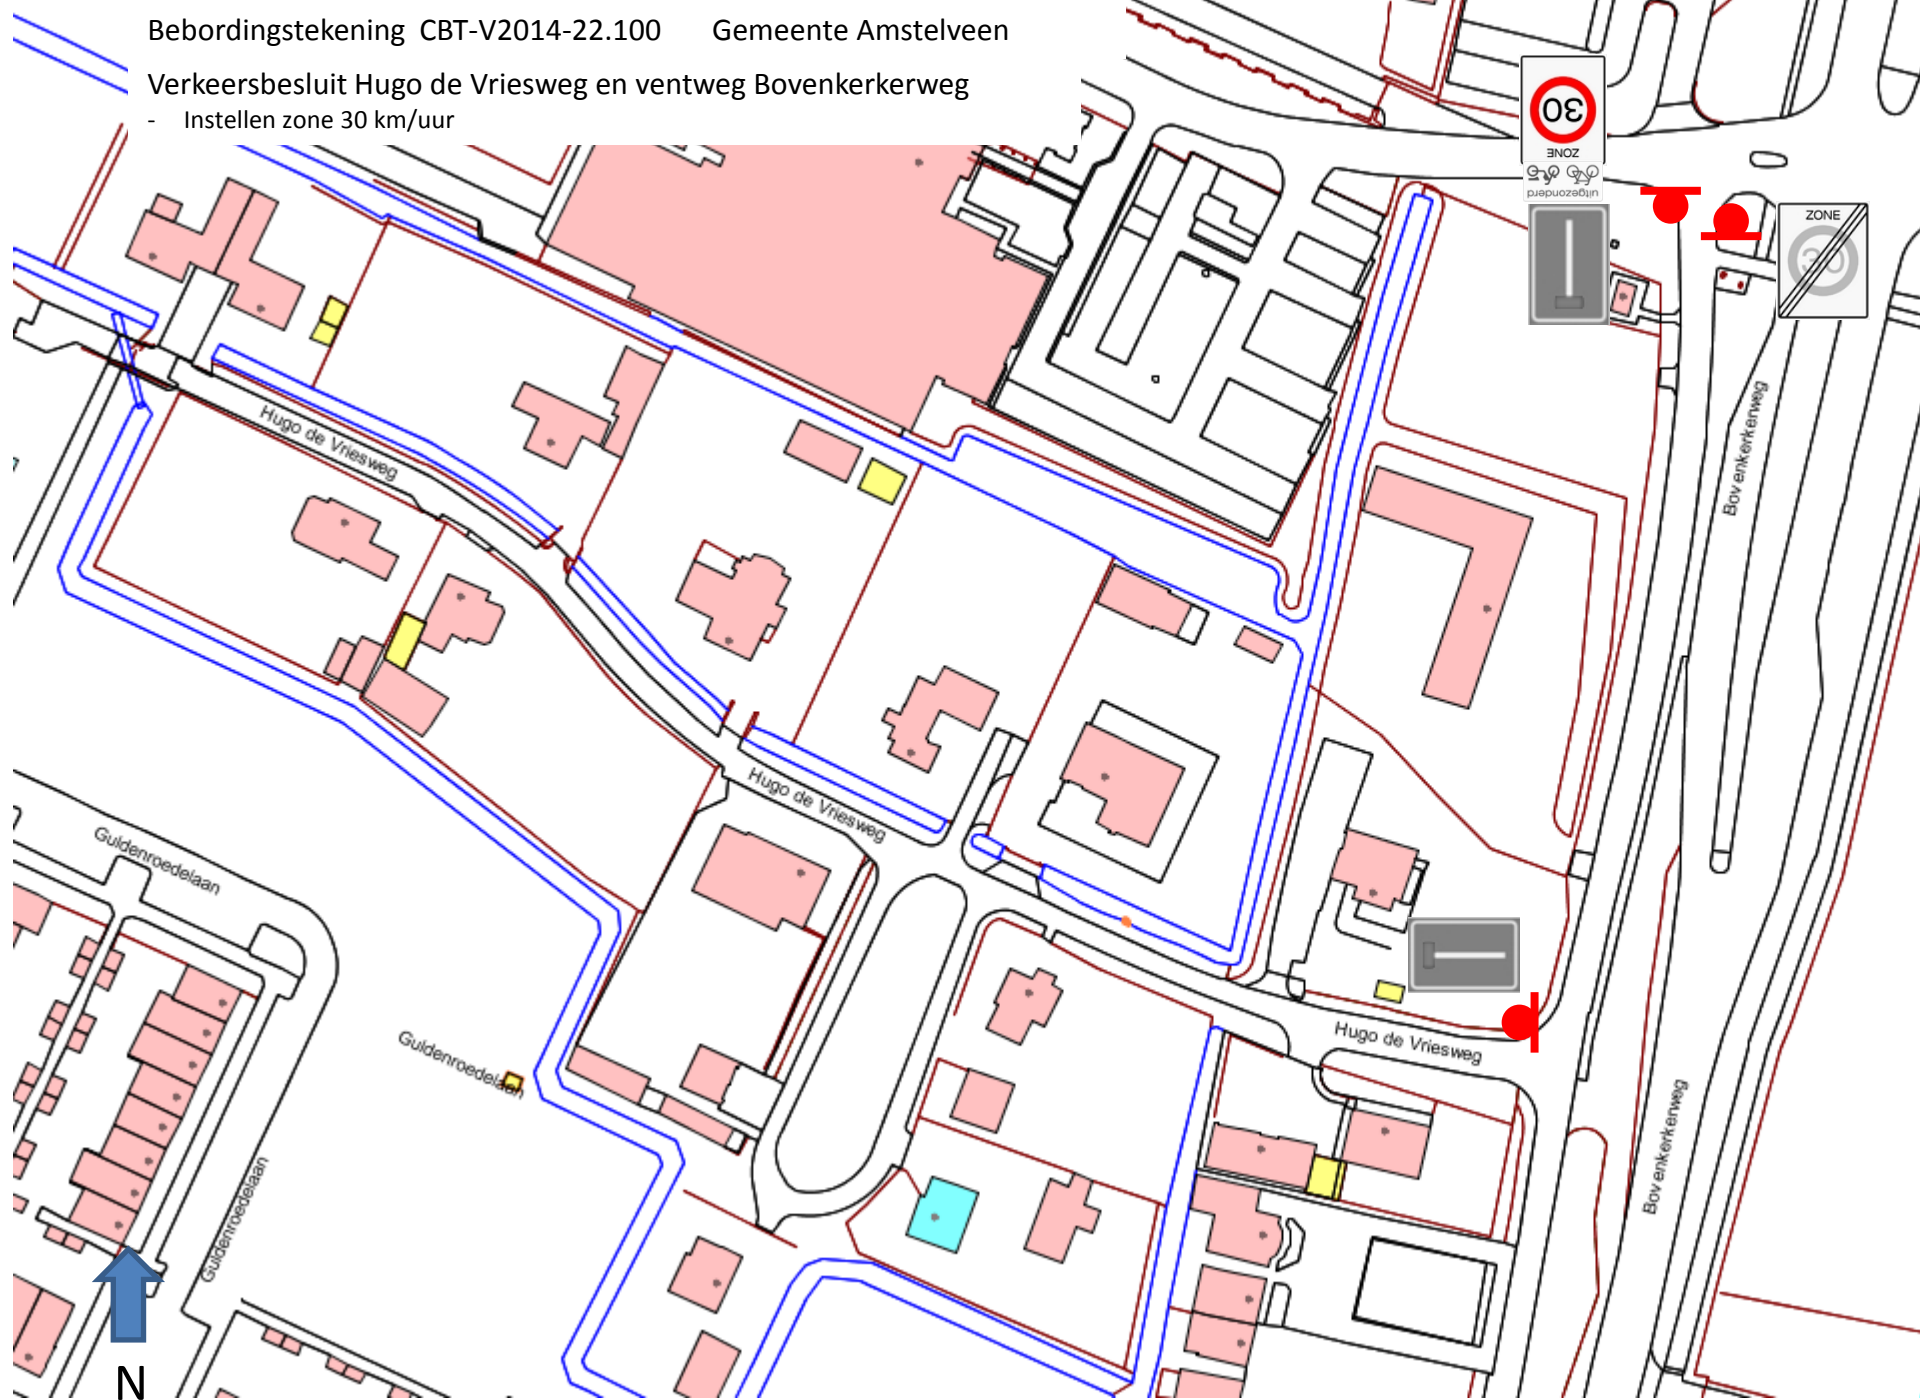 Bebordingstekening CBT-V2014-22.100 Gemeente Amstelveen
Verkeersbesluit Hugo de Vriesweg en ventweg Bovenkerkerweg
- Instellen zone 30 km/uur
30
ZONE
uitgezonderd
ZONE
30
Hugo de Vriesweg
Bovenkerkerweg
Hugo de Vriesweg
Guldenroedelaan
Guldenroedelaan
Hugo de Vriesweg
Bovenkerkerweg
Guldenroedelaan
N